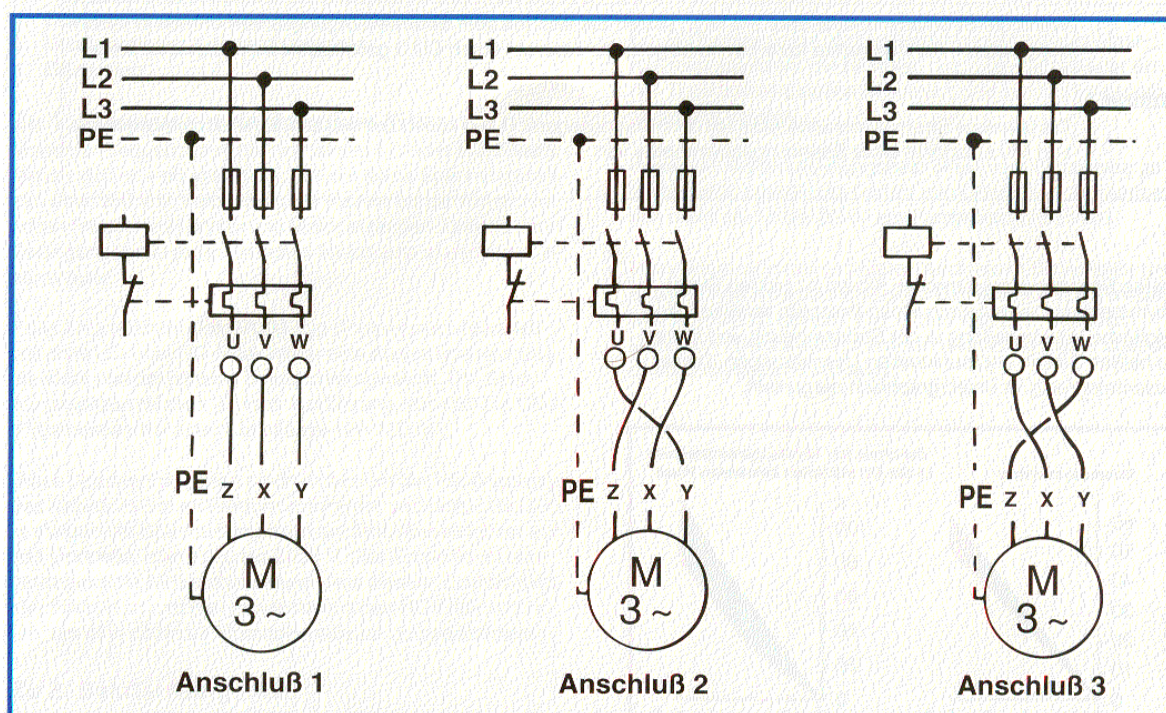 L1 L1 L1
L2 L2 L2
L3 L3 L3
PE PE PE
U V W U V W U V W
PE Z X Y PE Z X Y PE Z X Y
M M M
3 ~ 3 ~ 3 ~
Anschluß 1 Anschluß 2 Anschluß 3